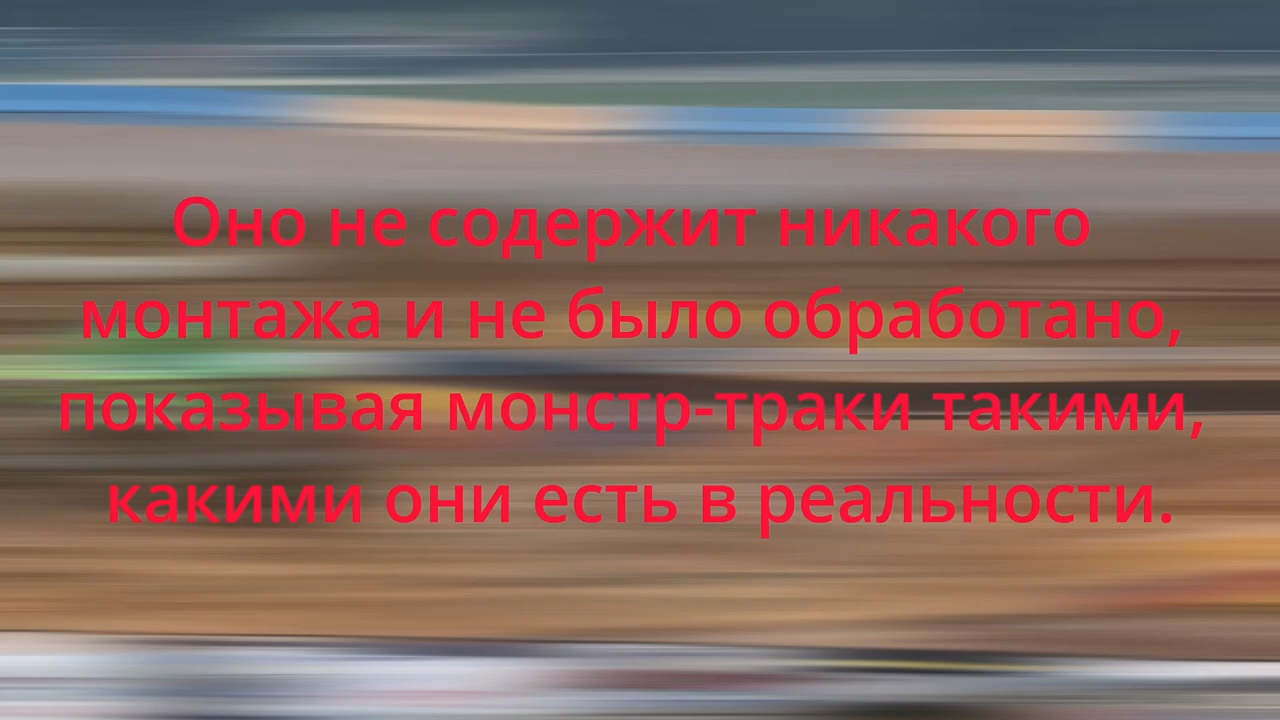 Оно не содержит никакого
монтажа и не было обработано,
показывая монстр-траки такими,
какими они есть в реальности.